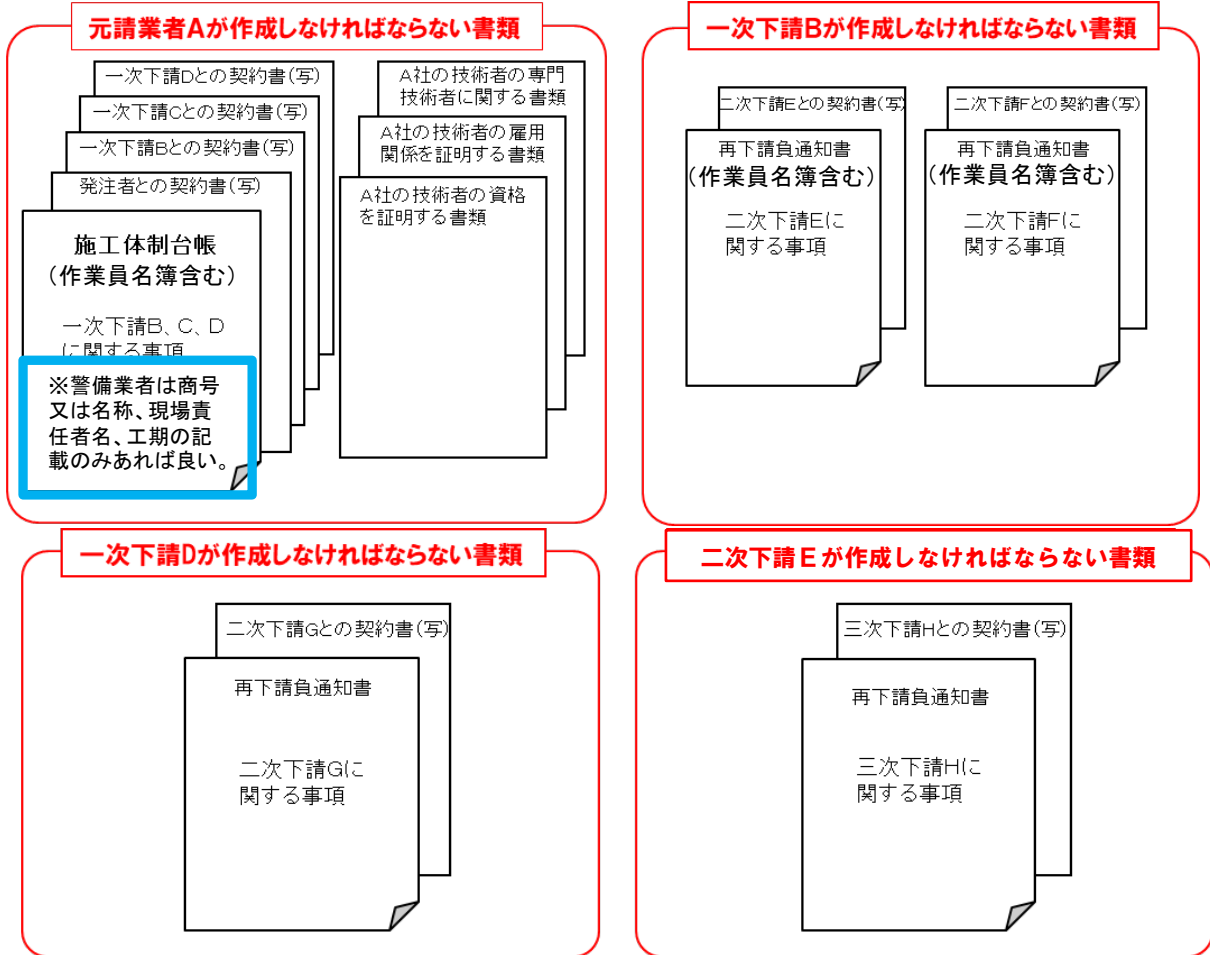 元請業者Aが作成しなければならない書類
一次下請Dとの契約書(写)
一次下請Cとの契約書(写)
一次下請Bとの契約書(写)
発注者との契約書(写)
施工体制台帳
(作業員名簿含む)
一次下請B、C、D
に関する事項
※警備業者は商号
又は名称、現場責
任者名、工期の記
載のみあれば良い。
A社の技術者の専門
技術者に関する書類
A社の技術者の雇用
関係を証明する書類
A社の技術者の資格
を証明する書類
一次下請Bが作成しなければならない書類
二次下請Eとの契約書(写)
再下請負通知書
(作業員名簿含む)
二次下請Eに
関する事項
二次下請Fとの契約書(写)
再下請負通知書
(作業員名簿含む)
二次下請Fに
関する事項
一次下請Dが作成しなければならない書類
二次下請Gとの契約書(写)
再下請負通知書
二次下請Gに
関する事項
二次下請Eが作成しなければならない書類
三次下請Hとの契約書(写)
再下請負通知書
三次下請Hに
関する事項